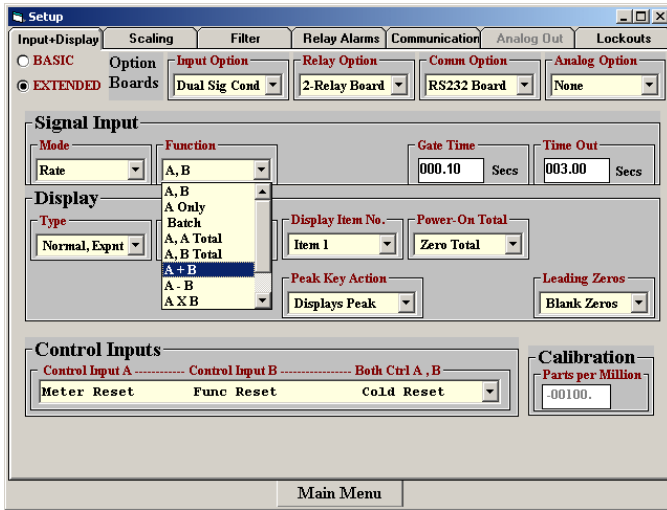 Setup
Input+Display Scaling Filter Relay Alarms Communication Analog Out Lockouts
BASIC
EXTENDED
Option
Boards
Input Option
Dual Sig Cond
Relay Option
2-Relay Board
Comm Option
RS232 Board
Analog Option
None
Signal Input
Mode
Rate
Function
A, B
Gate Time
000.10 Secs
Time Out
003.00 Secs
A, B
A Only
Batch
A, A Total
A, B Total
A + B
A - B
A X B
Display
Type
Normal, Expnt
Display Item No.
Item 1
Power-On Total
Zero Total
Peak Key Action
Displays Peak
Leading Zeros
Blank Zeros
Control Inputs
Control Input A ------------ Control Input B ---------------- Both Ctrl A , B
Meter Reset Func Reset Cold Reset
Calibration
Parts per Million
-00100.
Main Menu